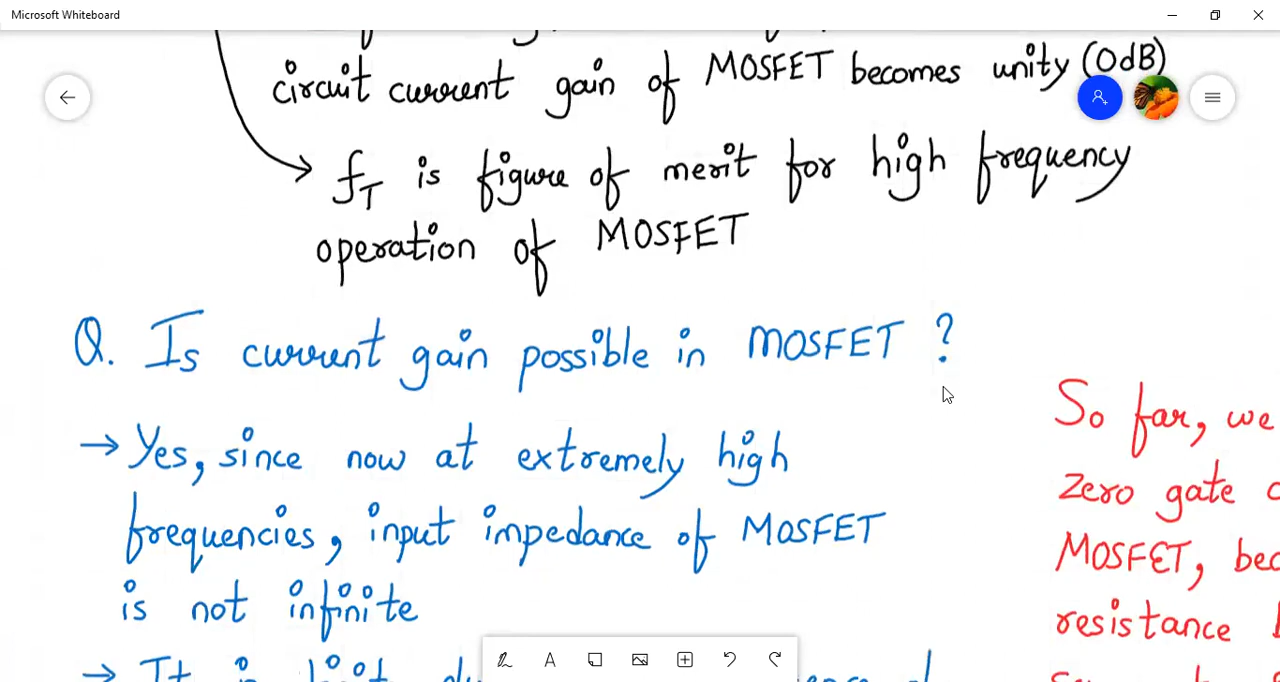 Microsoft Whiteboard
circuit current gain of MOSFET becomes unity (0dB)
→ fT is figure of merit for high frequency
operation of MOSFET
Q. Is current gain possible in MOSFET ?
→ Yes, since now at extremely high
frequencies, input impedance of MOSFET
is not infinite
→ It is
So far, we
zero gate
MOSFET,
resistance